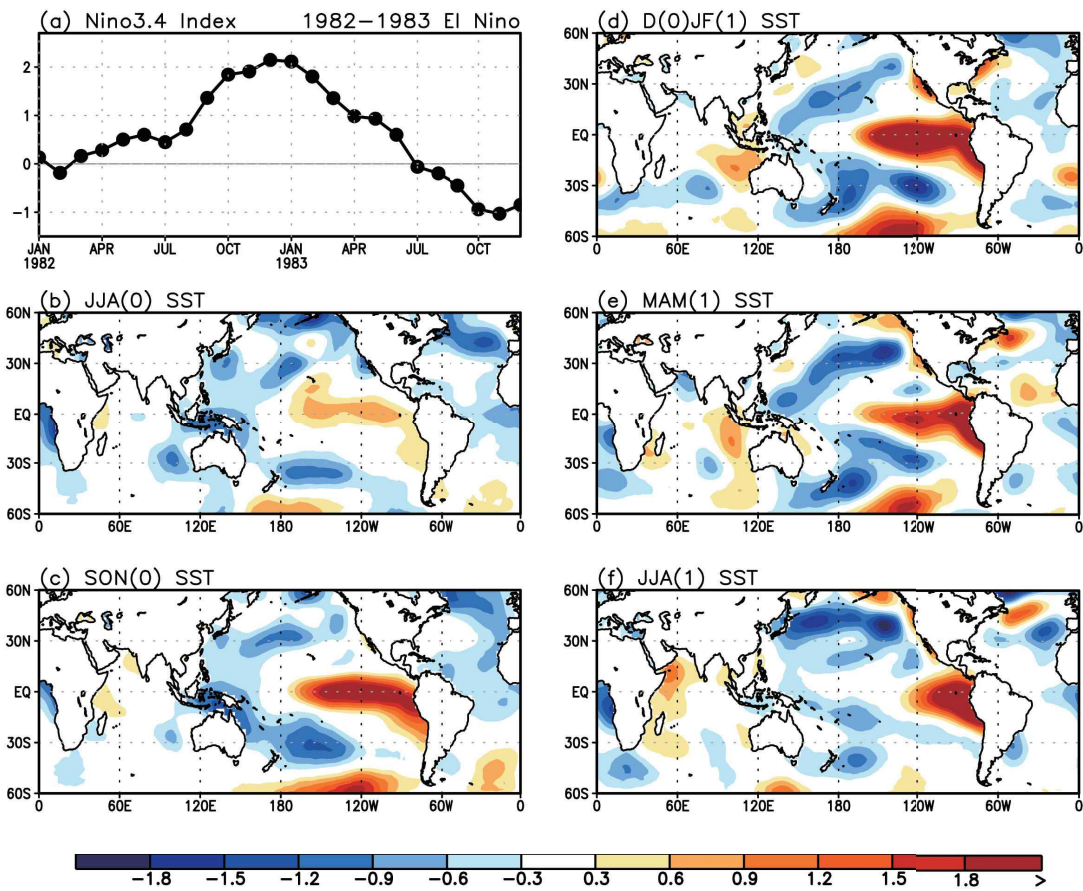 (a) Nino3.4 Index 1982−1983 El Nino
2
1
0
−1
JAN APR JUL OCT JAN APR JUL OCT
1982 1983
(b) JJA(0) SST
60N
30N
EQ
30S
60S
0 60E 120E 180 120W 60W 0
(c) SON(0) SST
60N
30N
EQ
30S
60S
0 60E 120E 180 120W 60W 0
(d) D(0)JF(1) SST
60N
30N
EQ
30S
60S
0 60E 120E 180 120W 60W 0
(e) MAM(1) SST
60N
30N
EQ
30S
60S
0 60E 120E 180 120W 60W 0
(f) JJA(1) SST
60N
30N
EQ
30S
60S
0 60E 120E 180 120W 60W 0
−1.8 −1.5 −1.2 −0.9 −0.6 −0.3 0.3 0.6 0.9 1.2 1.5 1.8 >